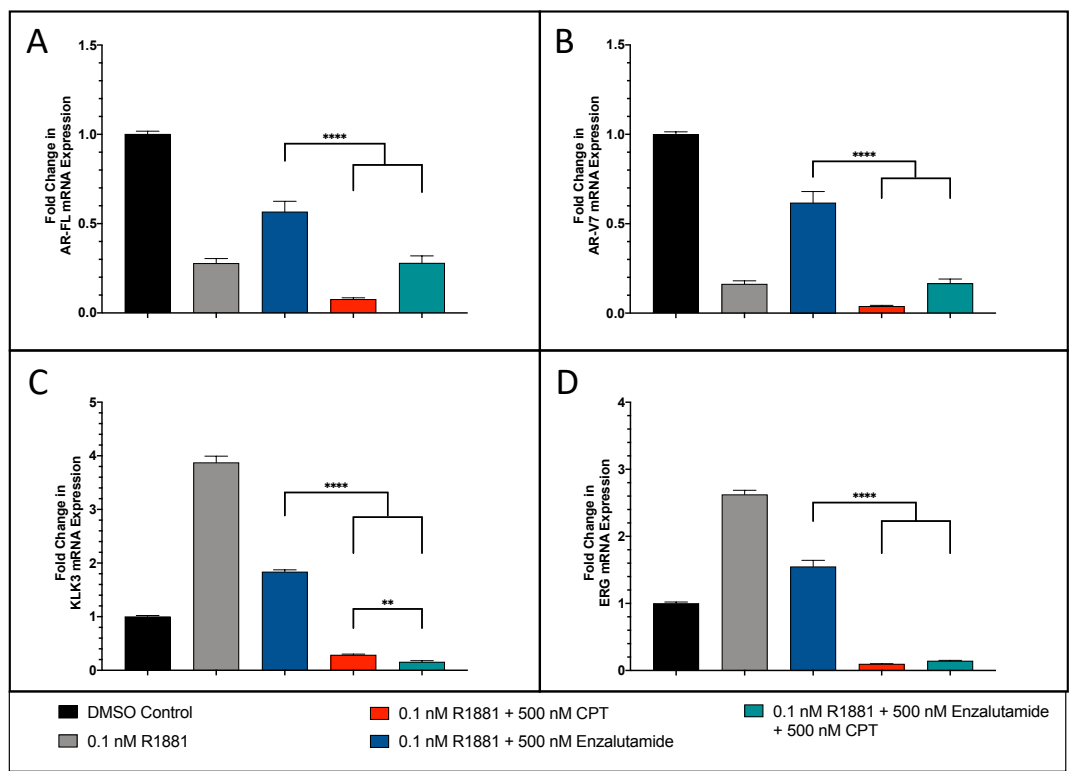 A
1.5
1.0
0.5
0.0
Fold Change in
AR-FL mRNA Expression
****
B
1.5
1.0
0.5
0.0
Fold Change in
AR-V7 mRNA Expression
****
C
5
4
3
2
1
0
Fold Change in
KLK3 mRNA Expression
****
**
D
4
3
2
1
0
Fold Change in
ERG mRNA Expression
****
DMSO Control
0.1 nM R1881
0.1 nM R1881 + 500 nM CPT
0.1 nM R1881 + 500 nM Enzalutamide
0.1 nM R1881 + 500 nM Enzalutamide
+ 500 nM CPT